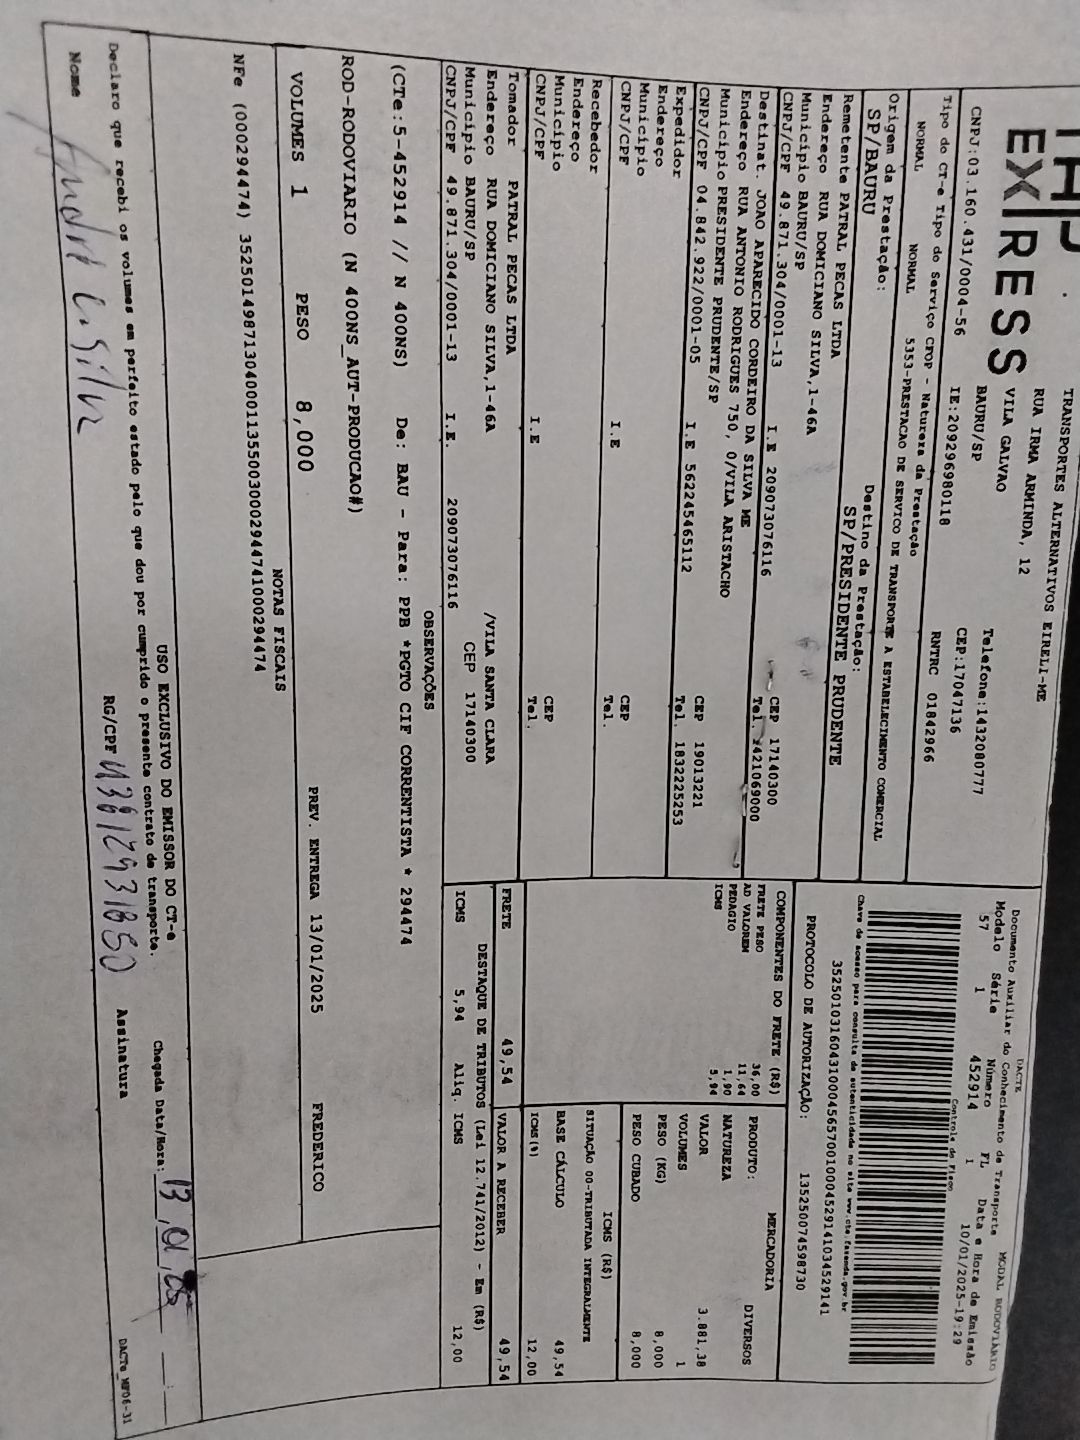 TRANSPORTES ALTERNATIVOS EIRELI-ME
RUA IRMA ARMINDA, 12
EX|RESS VILA GALVAO Telefone:1432080777
BAURU/SP CEP:17047136
CNPJ:03.160.431/0004-56 IE:209296980118 RNTRC 01842966
Tipo do CT-e Tipo do Serviço CFOP - Natureza da Prestação
NORMAL NORMAL 5353-PRESTACAO DE SERVICO DE TRANSPORTE A ESTABELECIMENTO COMERCIAL
Origem da Prestação: Destino da Prestação:
SP/BAURU SP/PRESIDENTE PRUDENTE
DACTE MODAL RODOVIÁRIO
Documento Auxiliar do Conhecimento de Transporte
Modelo Série Número FL Data e Hora de Emissão
57 1 452914 1 10/01/2025-19:29
Controle do Fisco
Chave de acesso para consulta de autenticidade no site www.cte.fazenda.gov.br
PROTOCOLO DE AUTORIZAÇÃO: 135250074598730
Remetente PATRAL PECAS LTDA
Endereço RUA DOMICIANO SILVA,1-46A
Município BAURU/SP CEP 17140300
CNPJ/CPF 49.871.304/0001-13 I.E 209073076116 Tel. 1421069000
Destinat. JOAO APARECIDO CORDEIRO DA SILVA ME
Endereço RUA ANTONIO RODRIGUES 750, 0/VILA ARISTACHO
Município PRESIDENTE PRUDENTE/SP CEP 19013221
CNPJ/CPF 04.842.922/0001-05 I.E 562245465112 Tel. 1832225253
Expedidor
Endereço
Município CEP
CNPJ/CPF I.E Tel.
Recebedor
Endereço
Município CEP
CNPJ/CPF I.E Tel.
Tomador PATRAL PECAS LTDA
Endereço RUA DOMICIANO SILVA,1-46A /VILA SANTA CLARA
Município BAURU/SP CEP 17140300
CNPJ/CPF 49.871.304/0001-13 I.E. 209073076116
COMPONENTES DO FRETE (R$)
FRETE PESO 36,00
AD VALOREM 11,64
PEDAGIO 1,90
ICMS 5,94
MERCADORIA
PRODUTO: DIVERSOS
NATUREZA
VALOR 3.881,38
VOLUMES 1
PESO (KG) 8,000
PESO CUBADO 8,000
ICMS (R$)
SITUAÇÃO 00-TRIBUTADA INTEGRALMENTE
BASE CÁLCULO 49,54
ICMS(%) 12,00
FRETE 49,54 VALOR A RECEBER 49,54
DESTAQUE DE TRIBUTOS (Lei 12.741/2012) - Em (R$)
ICMS 5,94 Aliq. ICMS 12,00
OBSERVAÇÕES
(CTe:5-452914 // N 400NS) De: BAU - Para: PPB *PGTO CIF CORRENTISTA * 294474
ROD-RODOVIARIO (N 400NS_AUT-PRODUCAO#)
VOLUMES 1 PESO 8,000 PREV. ENTREGA 13/01/2025 FREDERICO
NOTAS FISCAIS
NFe (000294474) 35250149871304000113550030002944741000294474
USO EXCLUSIVO DO EMISSOR DO CT-e
Declaro que recebi os volumes em perfeito estado pelo que dou por cumprido o presente contrato de transporte. Chegada Data/Hora: 13,01,25
Nome RG/CPF Assinatura
DACTe_MF06-31